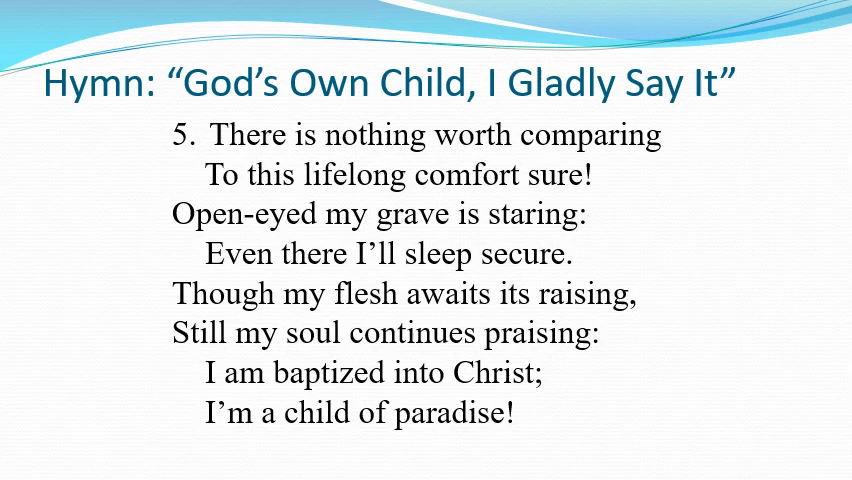 Hymn: “God’s Own Child, I Gladly Say It”
5. There is nothing worth comparing
To this lifelong comfort sure!
Open-eyed my grave is staring:
Even there I’ll sleep secure.
Though my flesh awaits its raising,
Still my soul continues praising:
I am baptized into Christ;
I’m a child of paradise!